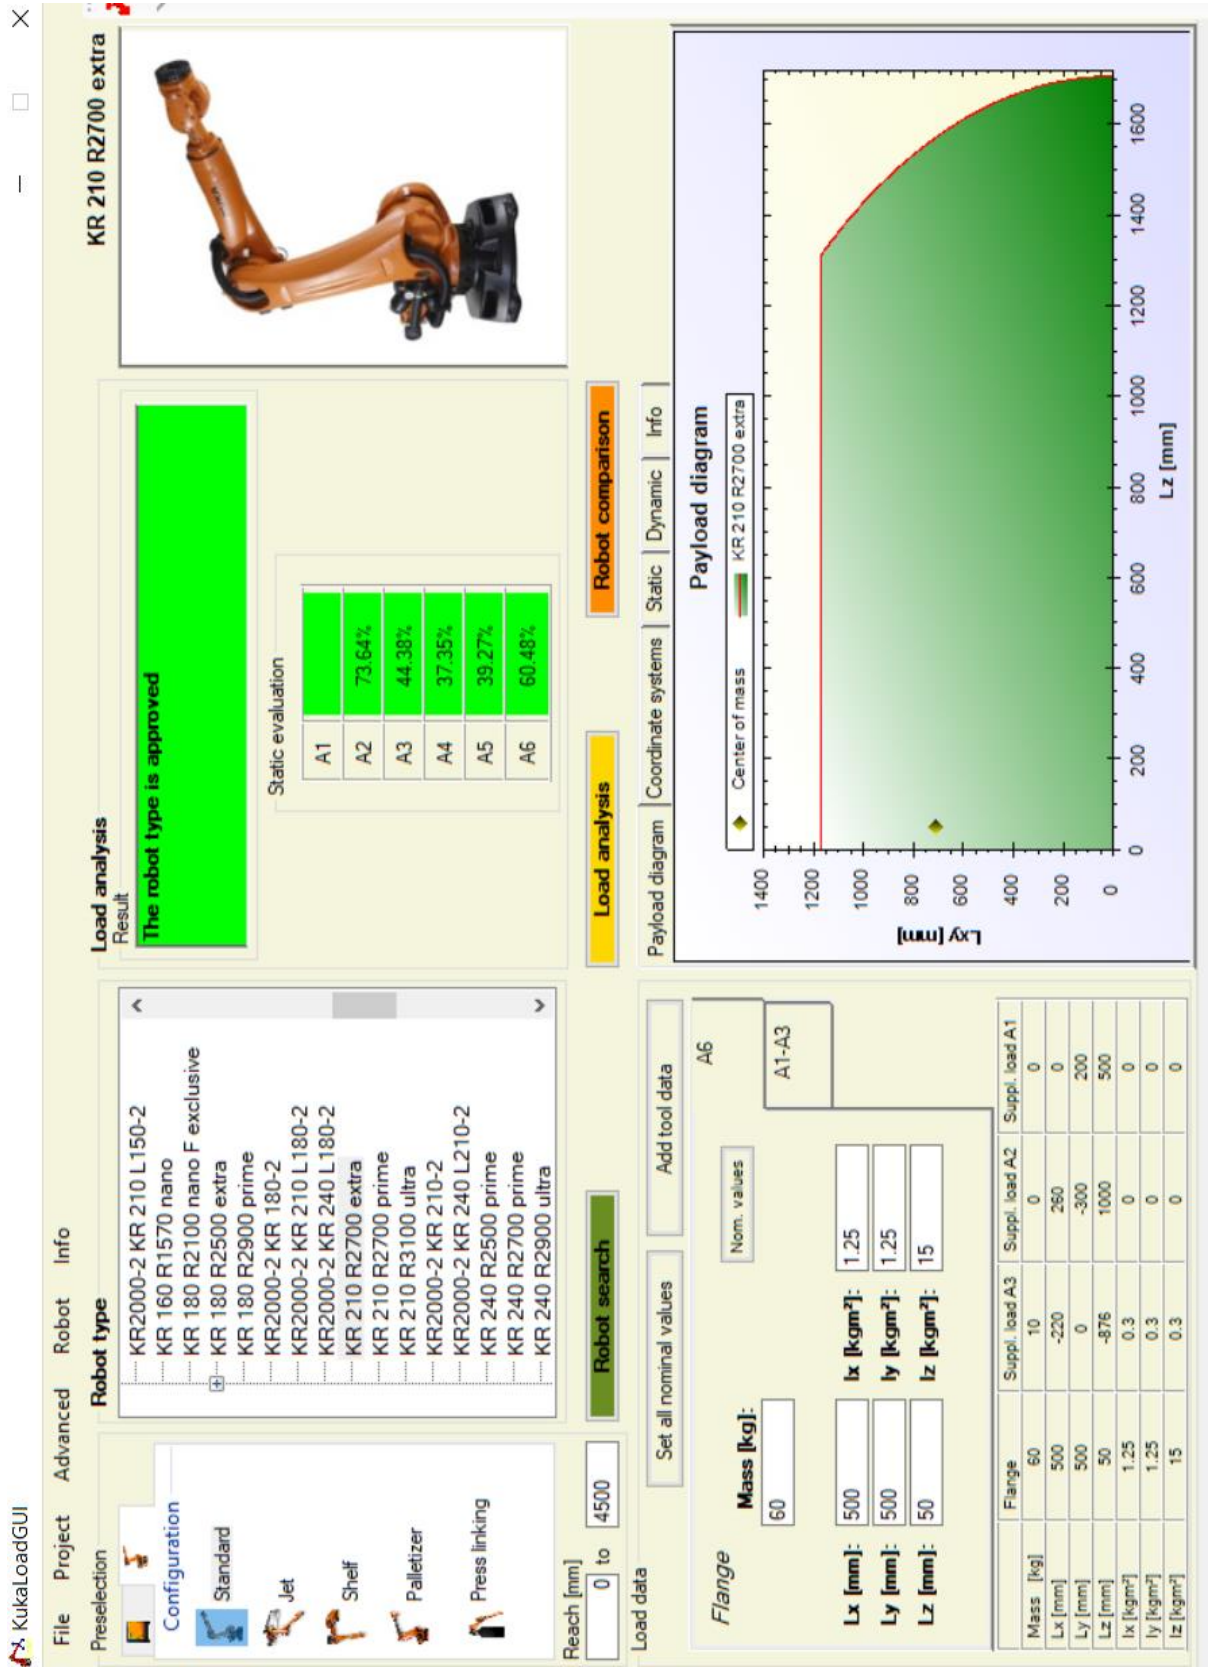 KukaLoadGUI
File Project Advanced Robot Info
Preselection
Configuration
Standard
Jet
Shelf
Palletizer
Press linking
Reach [mm]
0 to 4500
Robot type
KR2000-2 KR 210 L150-2
KR 160 R1570 nano
KR 180 R2100 nano F exclusive
KR 180 R2500 extra
KR 180 R2900 prime
KR2000-2 KR 180-2
KR2000-2 KR 210 L180-2
KR2000-2 KR 240 L180-2
KR 210 R2700 extra
KR 210 R2700 prime
KR 210 R3100 ultra
KR2000-2 KR 210-2
KR2000-2 KR 240 L210-2
KR 240 R2500 prime
KR 240 R2700 prime
KR 240 R2900 ultra
Robot search
Load analysis
Result
The robot type is approved
Static evaluation
A1
A2 73.64%
A3 44.38%
A4 37.35%
A5 39.27%
A6 60.48%
Load analysis
Robot comparison
KR 210 R2700 extra
Load data
Set all nominal values
Add tool data
Flange
Mass [kg]:
60
Nom. values
A6
A1-A3
Lx [mm]: 500 Ix [kgm²]: 1.25
Ly [mm]: 500 Iy [kgm²]: 1.25
Lz [mm]: 50 Iz [kgm²]: 15
Flange Suppl. load A3 Suppl. load A2 Suppl. load A1
Mass [kg] 60 10 0 0
Lx [mm] 500 -220 260 0
Ly [mm] 500 0 -300 200
Lz [mm] 50 -876 1000 500
Ix [kgm²] 1.25 0.3 0 0
Iy [kgm²] 1.25 0.3 0 0
Iz [kgm²] 15 0.3 0 0
Payload diagram Coordinate systems Static Dynamic Info
Payload diagram
Center of mass KR 210 R2700 extra
Lxy [mm]
1400
1200
1000
800
600
400
200
0
0 200 400 600 800 1000 1200 1400 1600
Lz [mm]